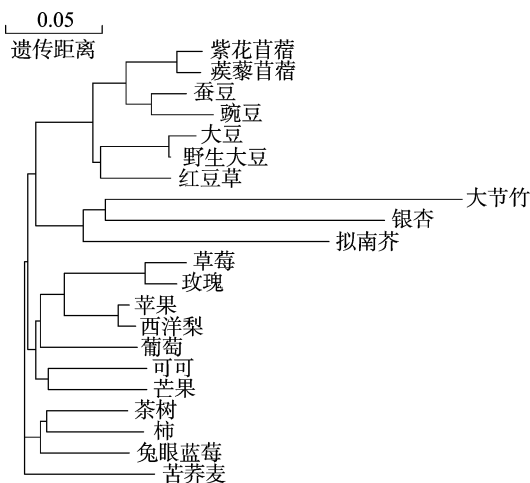 0.05
遗传距离
紫花苜蓿
蒺藜苜蓿
蚕豆
豌豆
大豆
野生大豆
红豆草
大节竹
银杏
拟南芥
草莓
玫瑰
苹果
西洋梨
葡萄
可可
芒果
茶树
柿
兔眼蓝莓
苦荞麦